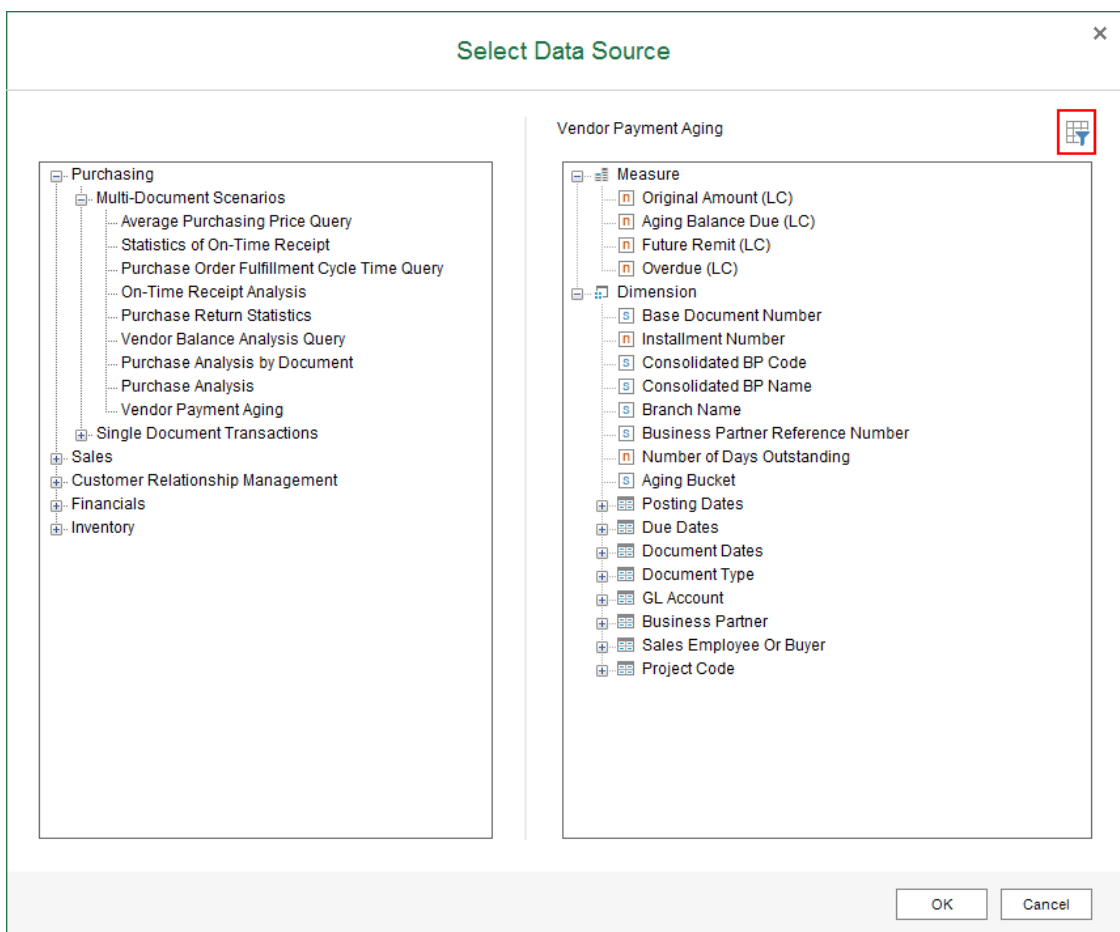 Select Data Source
Purchasing
Multi-Document Scenarios
Average Purchasing Price Query
Statistics of On-Time Receipt
Purchase Order Fulfillment Cycle Time Query
On-Time Receipt Analysis
Purchase Return Statistics
Vendor Balance Analysis Query
Purchase Analysis by Document
Purchase Analysis
Vendor Payment Aging
Single Document Transactions
Sales
Customer Relationship Management
Financials
Inventory
Vendor Payment Aging
Measure
n Original Amount (LC)
n Aging Balance Due (LC)
n Future Remit (LC)
n Overdue (LC)
Dimension
s Base Document Number
n Installment Number
s Consolidated BP Code
s Consolidated BP Name
s Branch Name
s Business Partner Reference Number
n Number of Days Outstanding
s Aging Bucket
Posting Dates
Due Dates
Document Dates
Document Type
GL Account
Business Partner
Sales Employee Or Buyer
Project Code
OK
Cancel